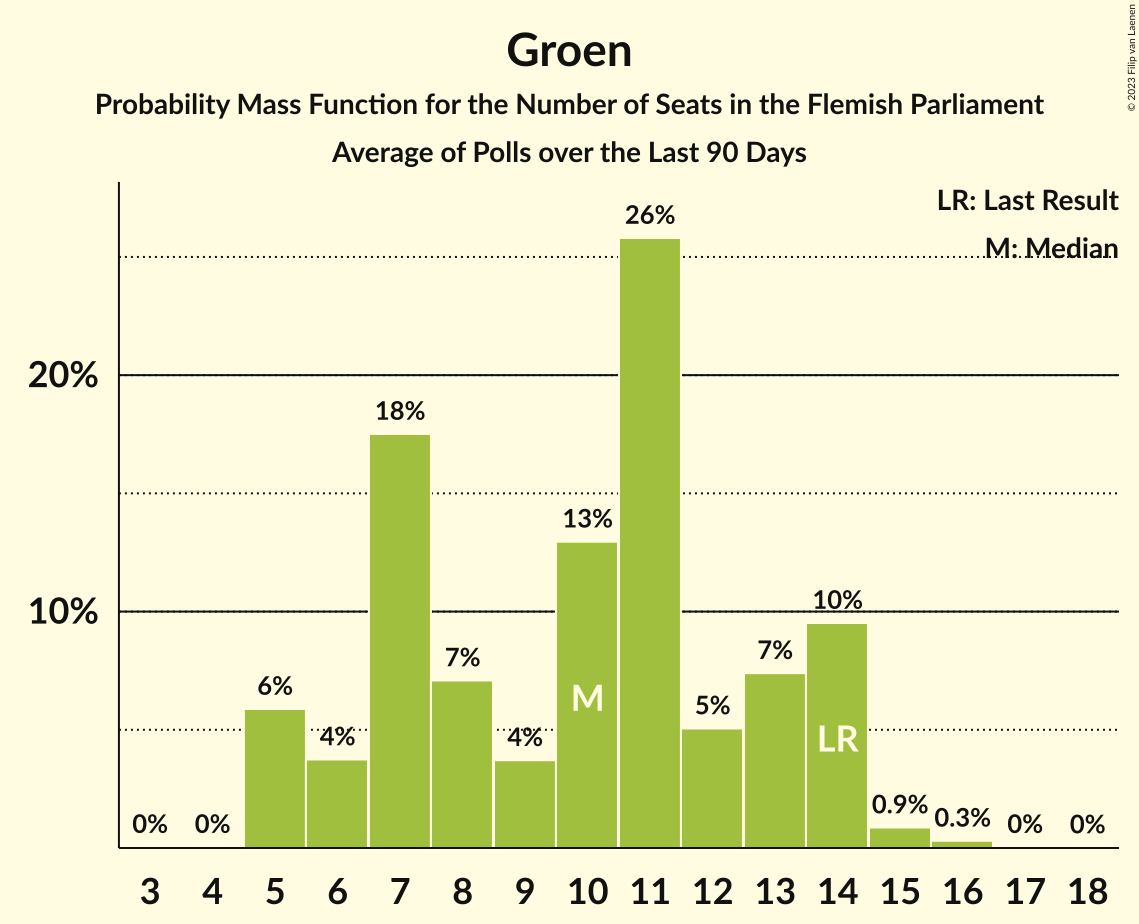 Groen
Probability Mass Function for the Number of Seats in the Flemish Parliament
Average of Polls over the Last 90 Days
© 2023 Filip van Laenen
LR: Last Result
M: Median
20%
10%
0%
0%
6%
4%
18%
7%
4%
13%
26%
5%
7%
10%
0.9%
0.3%
0%
0%
M
LR
3 4 5 6 7 8 9 10 11 12 13 14 15 16 17 18